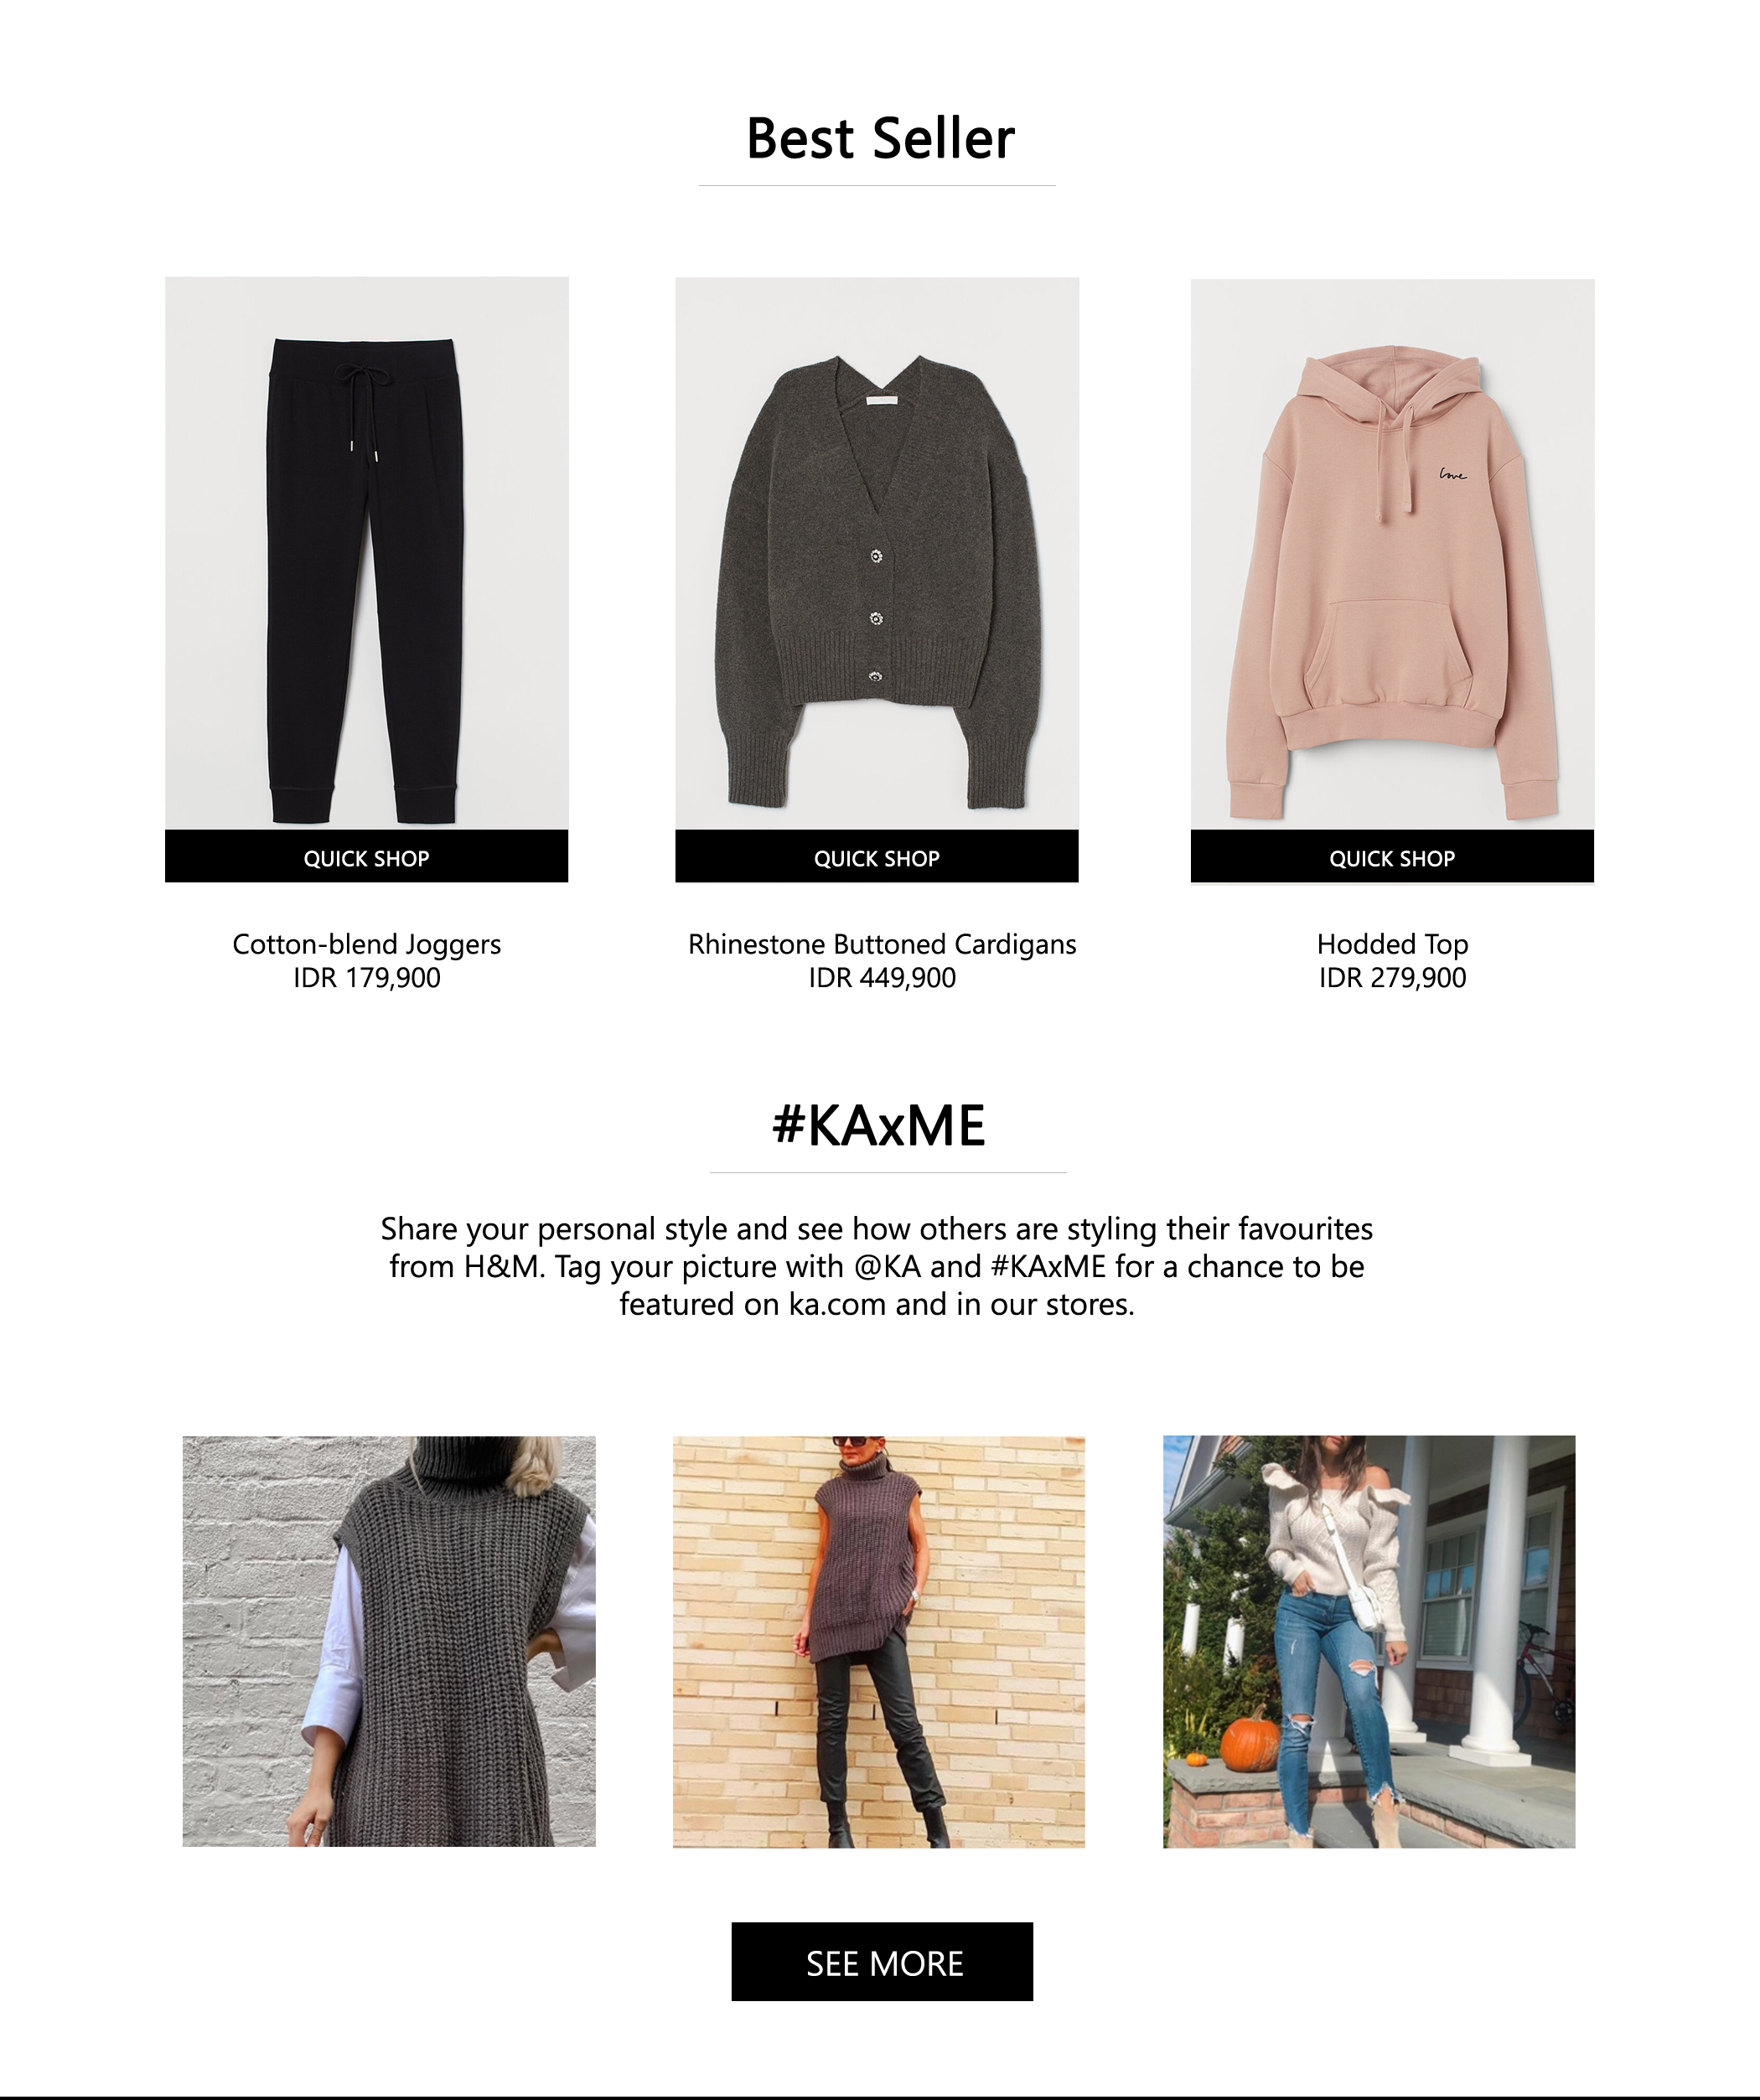 Best Seller
love
QUICK SHOP
QUICK SHOP
QUICK SHOP
Cotton-blend Joggers
IDR 179,900
Rhinestone Buttoned Cardigans
IDR 449,900
Hodded Top
IDR 279,900
#KAxME
Share your personal style and see how others are styling their favourites
from H&M. Tag your picture with @KA and #KAxME for a chance to be
featured on ka.com and in our stores.
SEE MORE